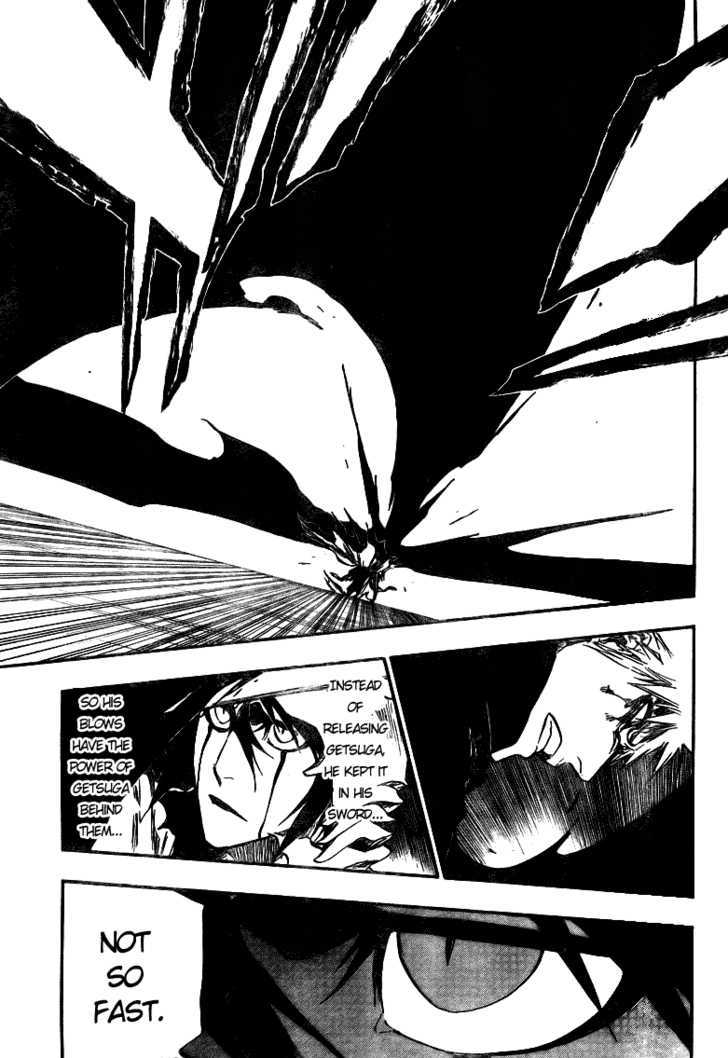 INSTEAD
OF
RELEASING
GETSUGA,
HE KEPT IT
IN HIS
SWORD...
SO HIS
BLOWS
HAVE THE
POWER OF
GETSUGA
BEHIND
THEM...
NOT
SO
FAST.